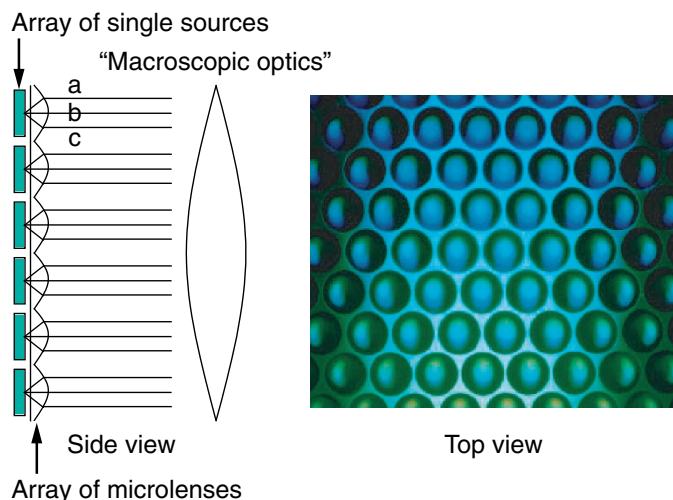 Array of single sources
“Macroscopic optics”
a
b
c
Side view
Top view
Array of microlenses